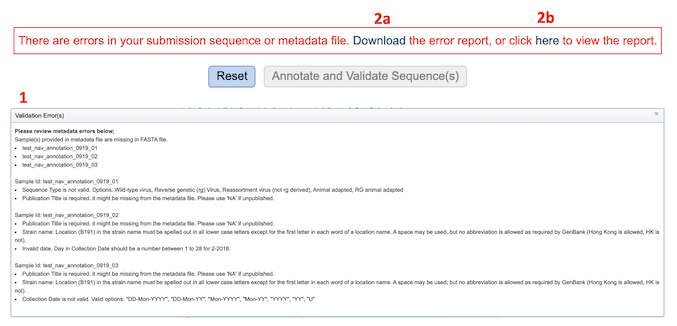 2a
2b
There are errors in your submission sequence or metadata file. Download the error report, or click here to view the report.
Reset
Annotate and Validate Sequence(s)
1
Validation Error(s)
×
Please review metadata errors below;
Sample(s) provided in metadata file are missing in FASTA file.
• test_nav_annotation_0919_01
• test_nav_annotation_0919_02
• test_nav_annotation_0919_03
Sample Id: test_nav_annotation_0919_01
• Sequence Type is not valid. Options: Wild-type virus, Reverse genetic (rg) Virus, Reassortment virus (not rg derived), Animal adapted, RG animal adapted
• Publication Title is required. it might be missing from the metadata file. Please use 'NA' if unpublished.
Sample Id: test_nav_annotation_0919_02
• Publication Title is required. it might be missing from the metadata file. Please use 'NA' if unpublished.
• Strain name: Location (B191) in the strain name must be spelled out in all lower case letters except for the first letter in each word of a location name. A space may be used, but no abbreviation is allowed as required by GenBank (Hong Kong is allowed, HK is
not).
• Invalid date. Day in Collection Date should be a number between 1 to 28 for 2-2018.
Sample Id: test_nav_annotation_0919_03
• Publication Title is required. it might be missing from the metadata file. Please use 'NA' if unpublished.
• Strain name: Location (B191) in the strain name must be spelled out in all lower case letters except for the first letter in each word of a location name. A space may be used, but no abbreviation is allowed as required by GenBank (Hong Kong is allowed, HK is
not).
• Collection Date is not valid. Valid options: "DD-Mon-YYYY", "DD-Mon-YY", "Mon-YYYY", "Mon-YY", "YYYY", "YY", "U"